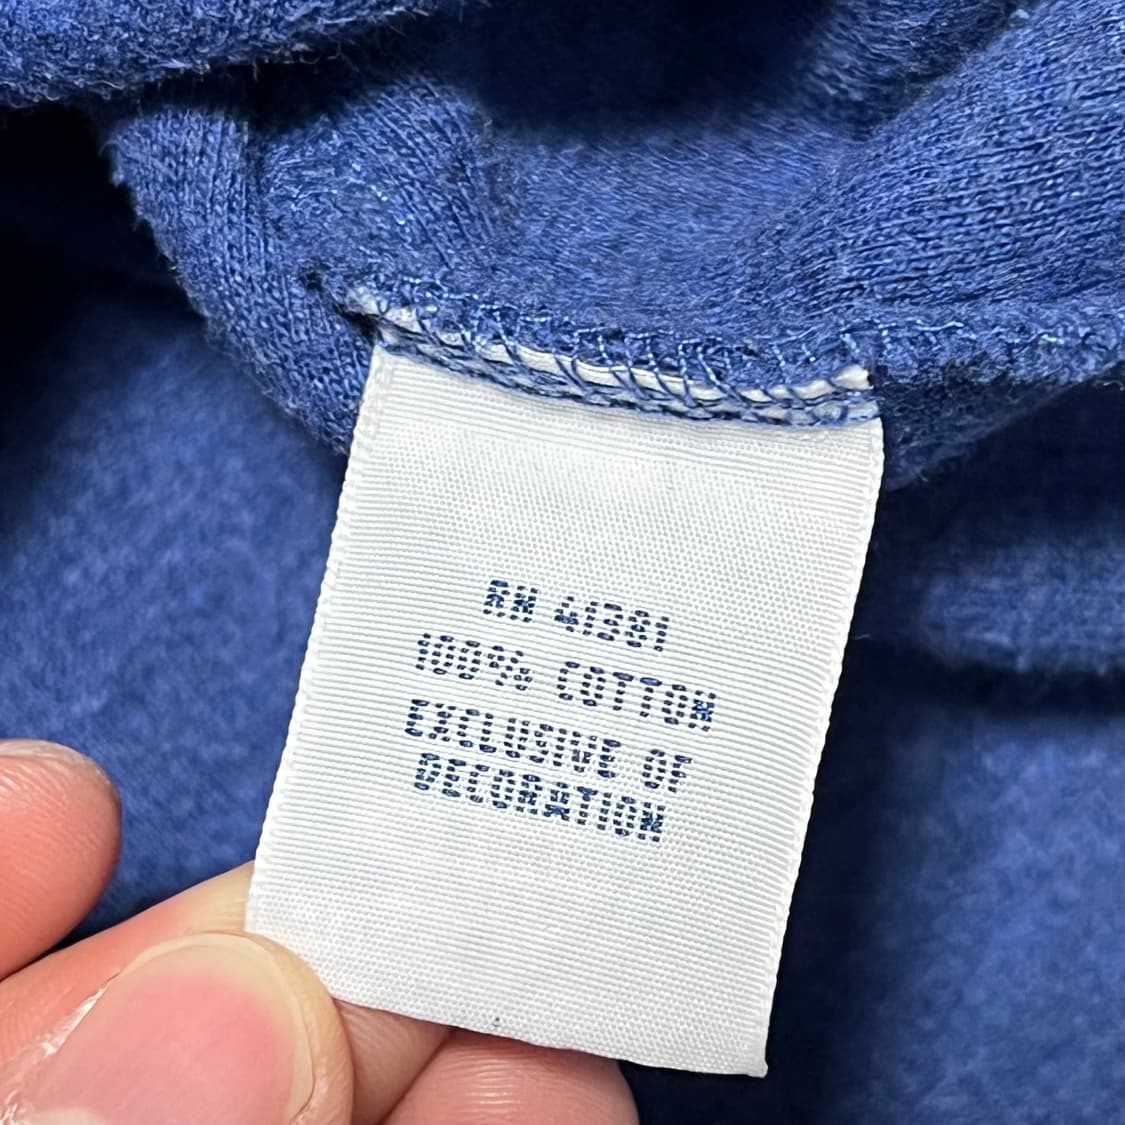 RN 41381
100% COTTON
EXCLUSIVE OF
DECORATION